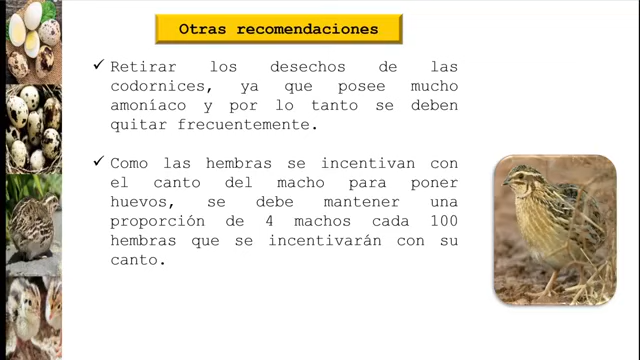 Otras recomendaciones
✓ Retirar los desechos de las
codornices, ya que posee mucho
amoníaco y por lo tanto se deben
quitar frecuentemente.
✓ Como las hembras se incentivan con
el canto del macho para poner
huevos, se debe mantener una
proporción de 4 machos cada 100
hembras que se incentivarán con su
canto.